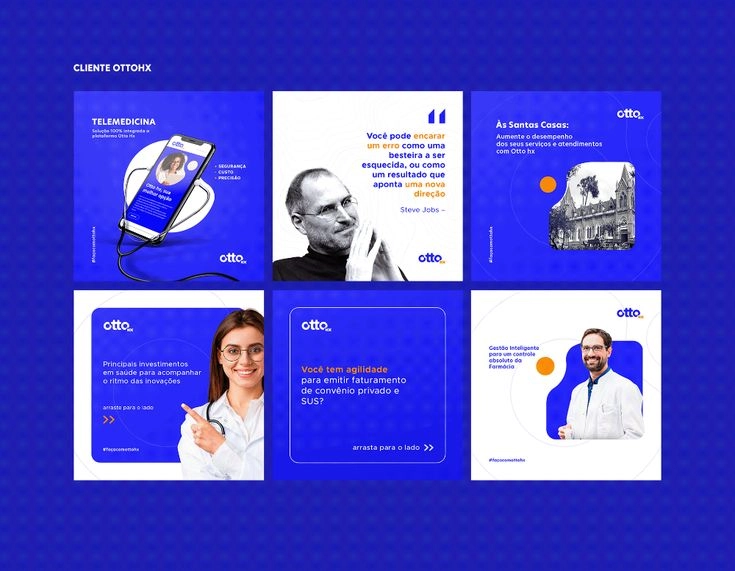 CLIENTE OTTOHX
TELEMEDICINA
Solução 100% integrada a
plataforma Otto Hx
otto
Otto hx, sua
melhor opção
• SEGURANÇA
• CUSTO
• PRECISÃO
#façocomottohx
otto HX
Você pode encarar
um erro como uma
besteira a ser
esquecida, ou como
um resultado que
aponta uma nova
direção
Steve Jobs –
otto HX
otto HX
Às Santas Casas:
Aumente o desempenho
dos seus serviços e atendimentos
com Otto hx
#façocomottohx
otto HX
Principais investimentos
em saúde para acompanhar
o ritmo das inovações
arrasta para o lado
#façocomottohx
otto HX
Você tem agilidade
para emitir faturamento
de convênio privado e
SUS?
arrasta para o lado
otto HX
Gestão Inteligente
para um controle
absoluto da
Farmácia
#façocomottohx